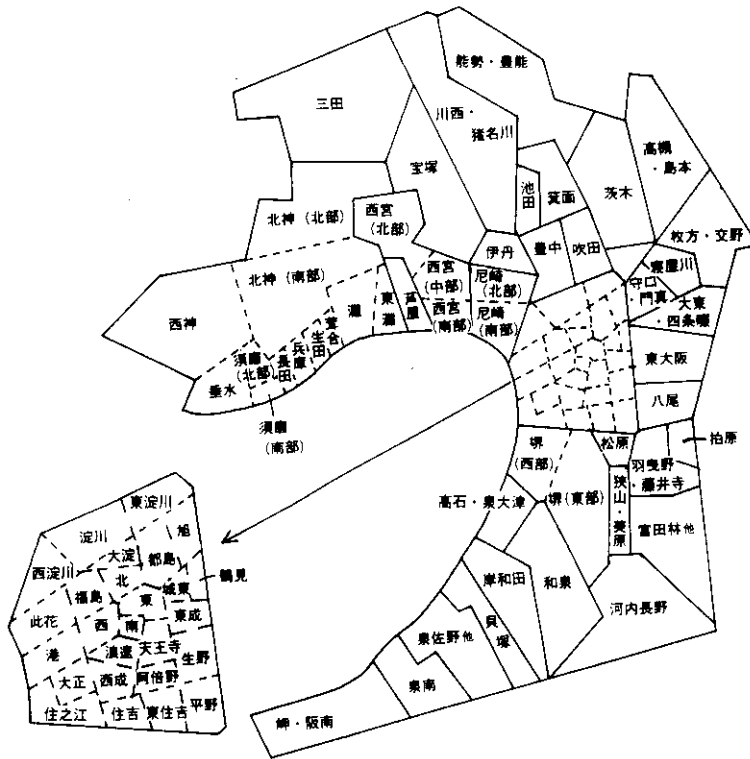 能勢・豊能
三田
川西・
猪名川
高槻
・島本
宝塚
池田
箕面
茨木
北神(北部)
西宮
(北部)
枚方・交野
伊丹
豊中
吹田
寝屋川
北神(南部)
西宮
(中部)
尼崎
(北部)
守口
門真
大東
四条畷
西神
灘
東灘
芦屋
西宮
(南部)
尼崎
(南部)
葺合
生田
兵庫
長田
須磨
(北部)
垂水
須磨
(南部)
東大阪
八尾
柏原
堺
(西部)
松原
羽曳野
・藤井寺
高石・泉大津
堺(東部)
狭山・美原
富田林他
岸和田
和泉
河内長野
貝塚
泉佐野他
泉南
岬・阪南
東淀川
淀川
旭
大淀
都島
西淀川
北
鶴見
福島
東
城東
此花
西
南
東成
港
浪速
天王寺
生野
大正
西成
阿倍野
住之江
住吉
東住吉
平野